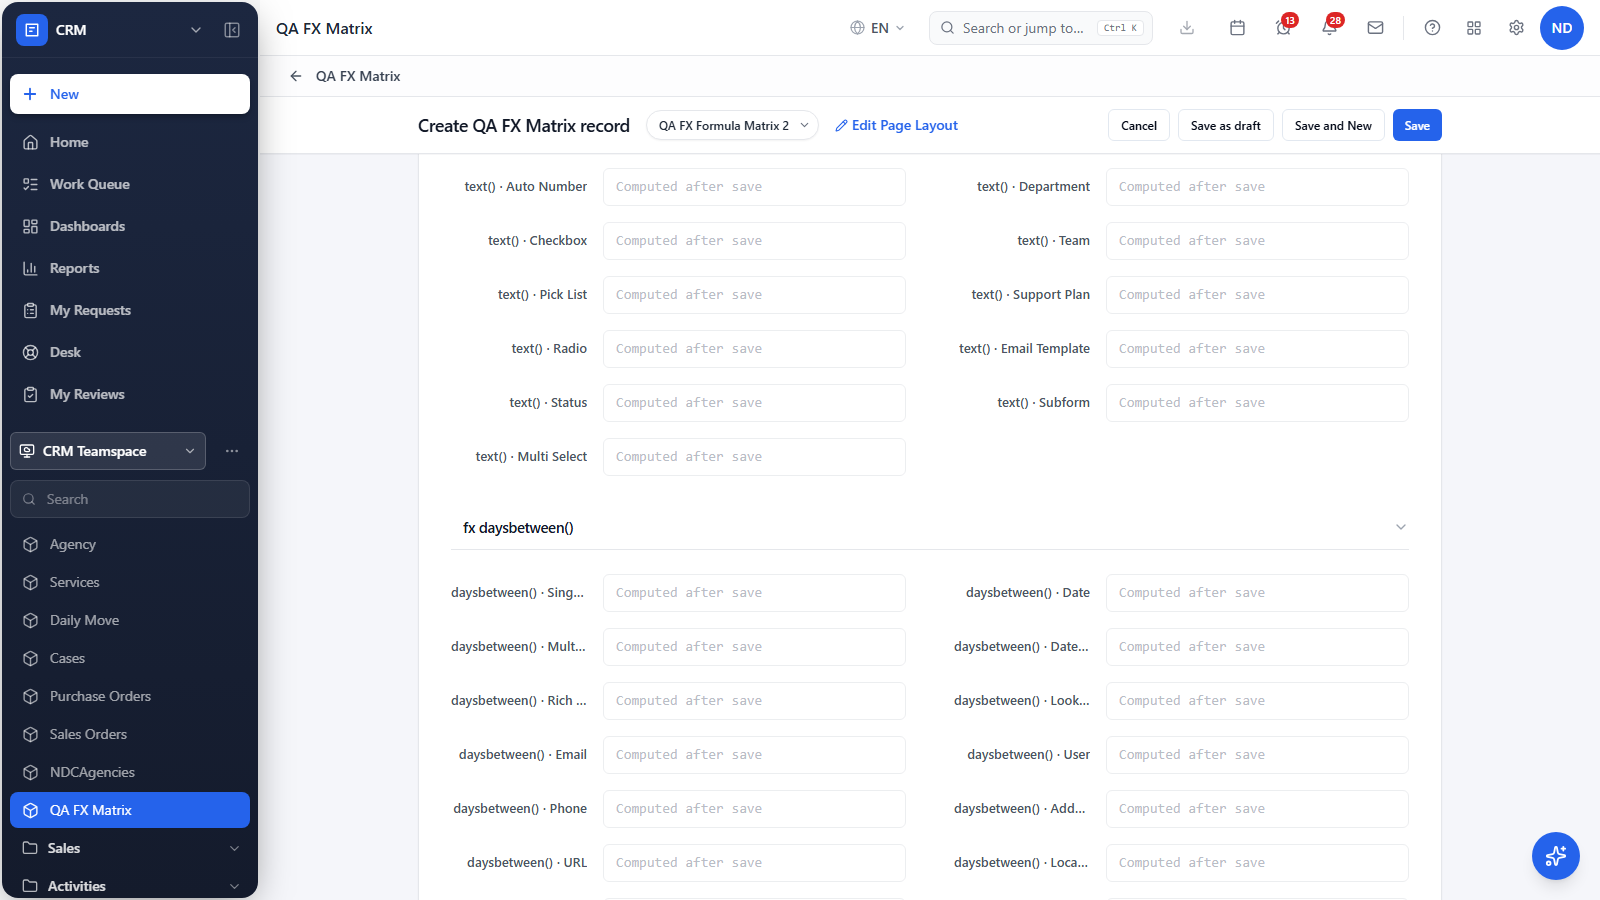 CRM
New
Home
Work Queue
Dashboards
Reports
My Requests
Desk
My Reviews
CRM Teamspace
Search
Agency
Services
Daily Move
Cases
Purchase Orders
Sales Orders
NDCAgencies
QA FX Matrix
Sales
Activities
QA FX Matrix
EN
Search or jump to...
Ctrl K
13
28
ND
QA FX Matrix
Create QA FX Matrix record
QA FX Formula Matrix 2
Edit Page Layout
Cancel
Save as draft
Save and New
Save
text() · Auto Number Computed after save
text() · Department Computed after save
text() · Checkbox Computed after save
text() · Team Computed after save
text() · Pick List Computed after save
text() · Support Plan Computed after save
text() · Radio Computed after save
text() · Email Template Computed after save
text() · Status Computed after save
text() · Subform Computed after save
text() · Multi Select Computed after save
fx daysbetween()
daysbetween() · Sing... Computed after save
daysbetween() · Date Computed after save
daysbetween() · Mult... Computed after save
daysbetween() · Date... Computed after save
daysbetween() · Rich ... Computed after save
daysbetween() · Look... Computed after save
daysbetween() · Email Computed after save
daysbetween() · User Computed after save
daysbetween() · Phone Computed after save
daysbetween() · Add... Computed after save
daysbetween() · URL Computed after save
daysbetween() · Loca... Computed after save